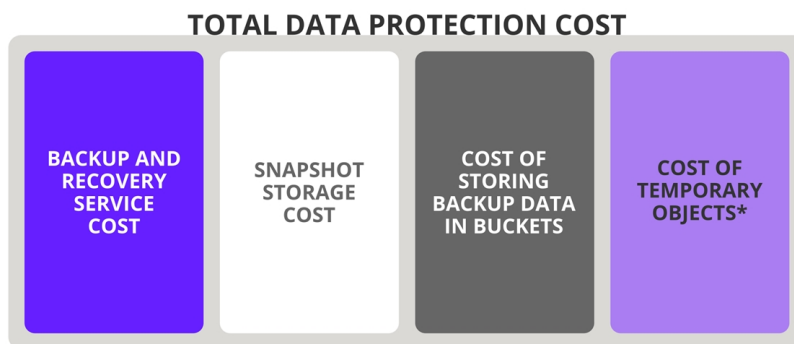 TOTAL DATA PROTECTION COST
BACKUP AND
RECOVERY
SERVICE
COST
SNAPSHOT
STORAGE
COST
COST OF
STORING
BACKUP DATA
IN BUCKETS
COST OF
TEMPORARY
OBJECTS*